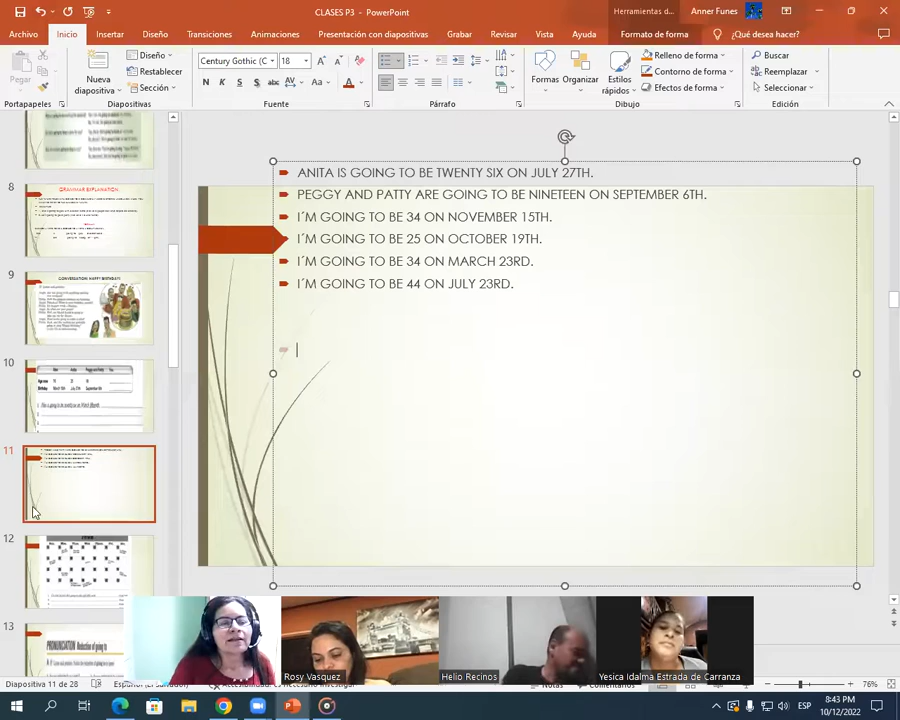 CLASES P3 - PowerPoint
Herramientas d...
Anner Funes
Archivo Inicio Insertar Diseño Transiciones Animaciones Presentación con diapositivas Grabar Revisar Vista Ayuda Formato de forma ¿Qué desea hacer?
Pegar
Nueva diapositiva
Diseño
Restablecer
Sección
Century Gothic (C 18
N K S abc AV Aa A
Formas Organizar Estilos rápidos
Relleno de forma
Contorno de forma
Efectos de forma
Buscar
Reemplazar
Seleccionar
Portapapeles Diapositivas Fuente Párrafo Dibujo Edición
ANITA IS GOING TO BE TWENTY SIX ON JULY 27TH.
PEGGY AND PATTY ARE GOING TO BE NINETEEN ON SEPTEMBER 6TH.
I´M GOING TO BE 34 ON NOVEMBER 15TH.
I´M GOING TO BE 25 ON OCTOBER 19TH.
I´M GOING TO BE 34 ON MARCH 23RD.
I´M GOING TO BE 44 ON JULY 23RD.
8
GRAMMAR EXPLANATION
9
CONVERSATION HAPPY BIRTHDAY!
10
11
12
13
PRONUNCIATION Reduction of going to
Rosy Vasquez
Helio Recinos
Yesica Idalma Estrada de Carranza
Diapositiva 11 de 28
Notas
76%
ESP
8:43 PM
10/12/2022